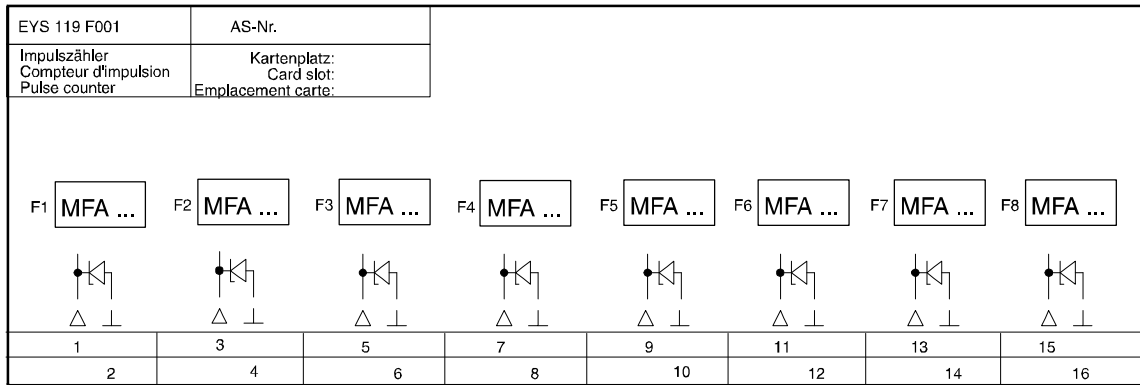 EYS 119 F001 AS-Nr.
Impulszähler Kartenplatz:
Compteur d'impulsion Card slot:
Pulse counter Emplacement carte:
F1 MFA ... F2 MFA ... F3 MFA ... F4 MFA ... F5 MFA ... F6 MFA ... F7 MFA ... F8 MFA ...
1 3 5 7 9 11 13 15
2 4 6 8 10 12 14 16